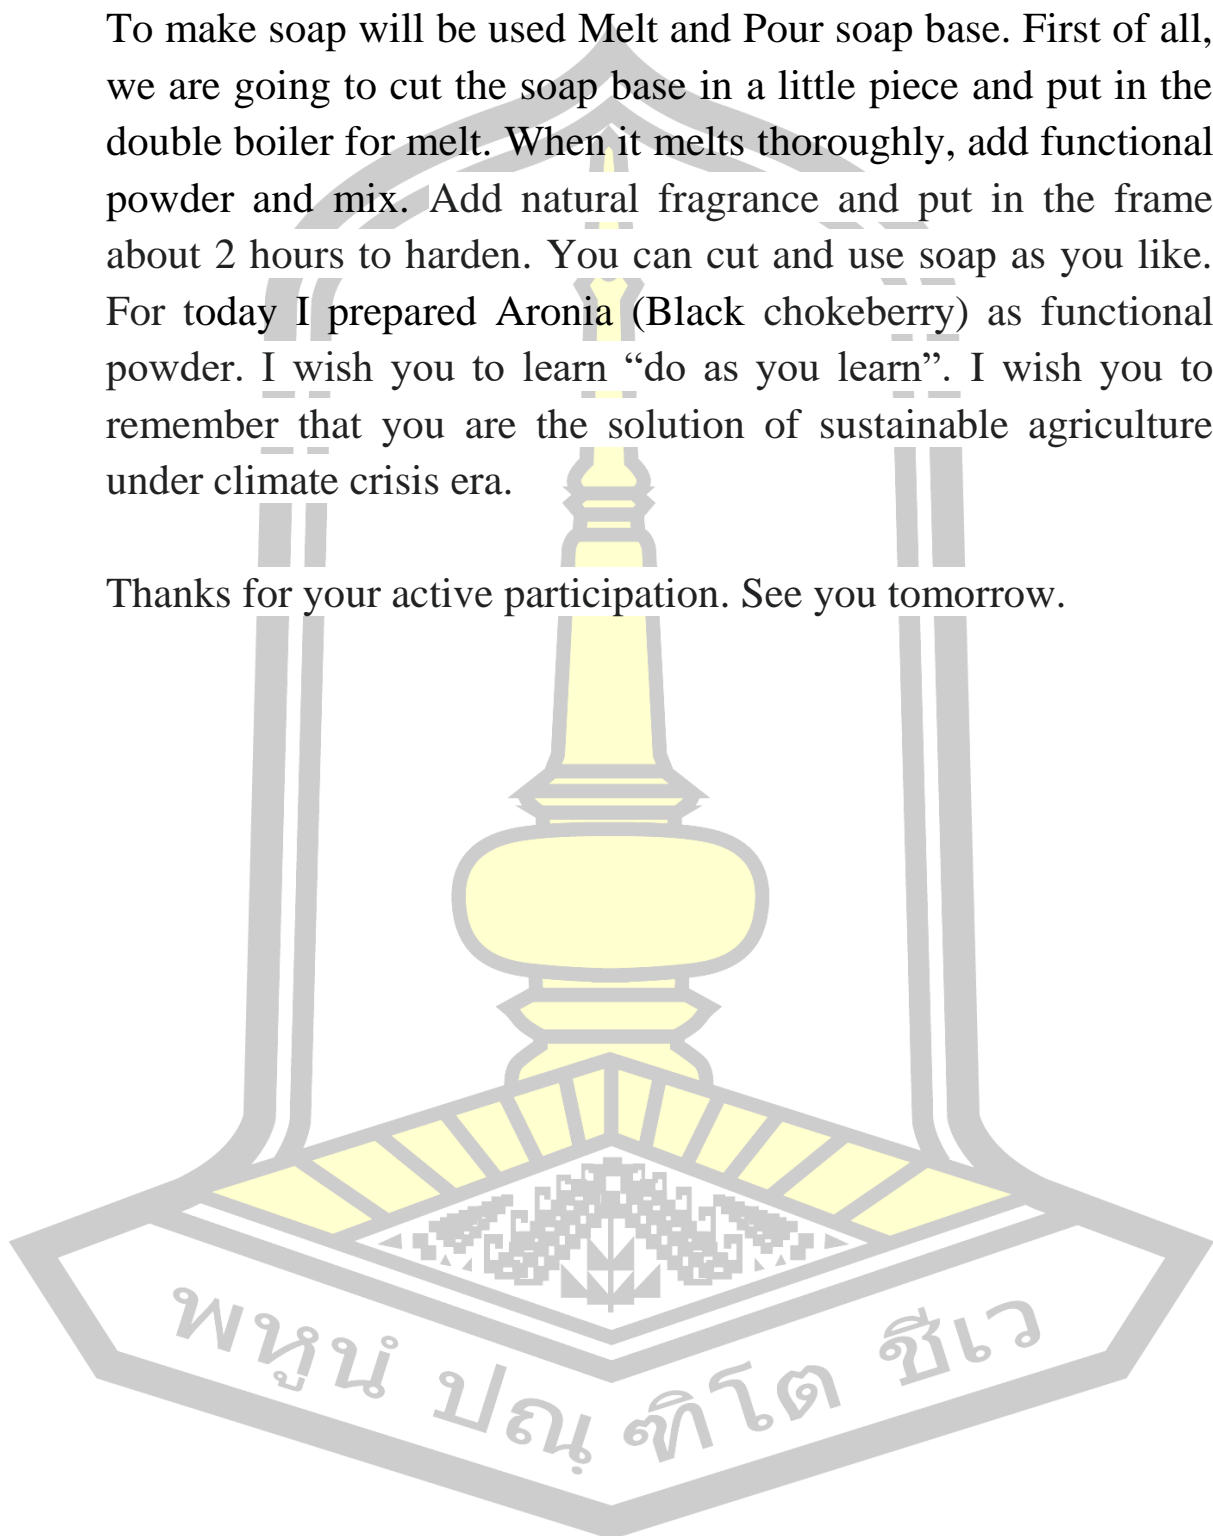 To make soap will be used Melt and Pour soap base. First of all,
we are going to cut the soap base in a little piece and put in the
double boiler for melt. When it melts thoroughly, add functional
powder and mix. Add natural fragrance and put in the frame
about 2 hours to harden. You can cut and use soap as you like.
For today I prepared Aronia (Black chokeberry) as functional
powder. I wish you to learn “do as you learn”. I wish you to
remember that you are the solution of sustainable agriculture
under climate crisis era.
Thanks for your active participation. See you tomorrow.
พหูนํ ปณฺฑิโต ชีเว